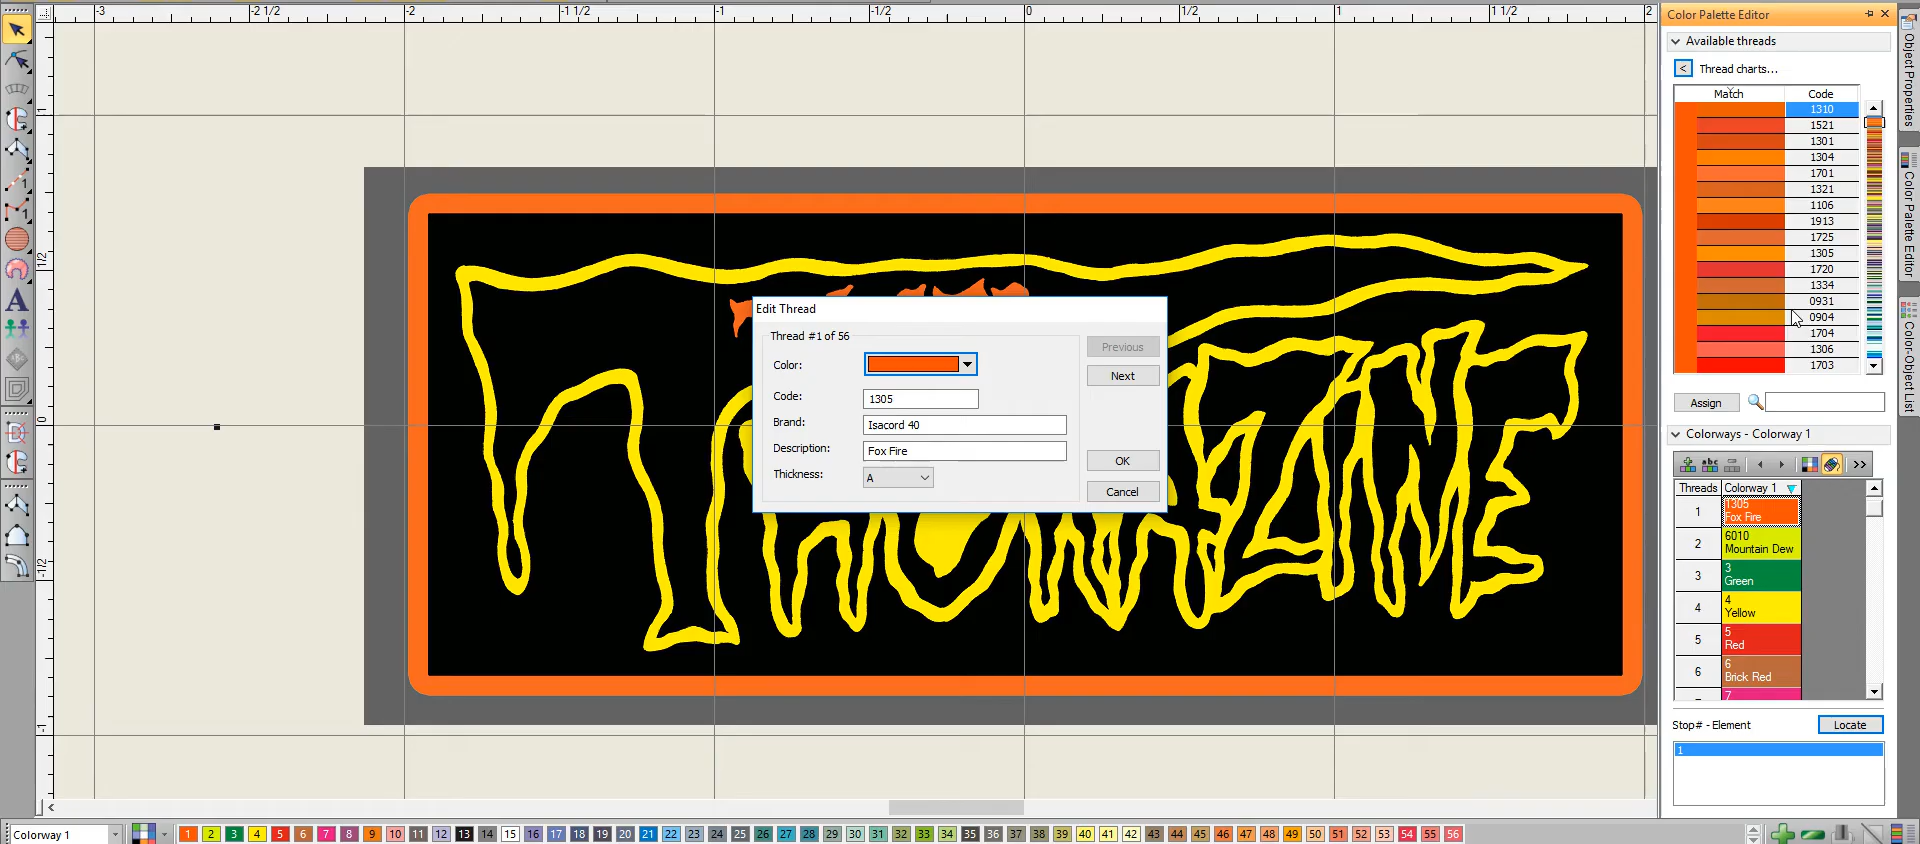 -3
-2 1/2
-2
-1 1/2
-1
-1/2
0
1/2
1
1 1/2
2
Color Palette Editor
Available threads
<
Thread charts...
Match
Code
1310
1521
1301
1304
1701
1321
1106
1913
1725
1305
1720
1334
0931
0904
1704
1306
1703
Assign
Colorways - Colorway 1
abc
Threads
Colorway 1
1
1305
Fox Fire
2
6010
Mountain Dew
3
3
Green
4
4
Yellow
5
5
Red
6
6
Brick Red
7
Stop# - Element
Locate
1
Object Properties
Color Palette Editor
Color-Object List
1
1/2
0
-1/2
-1
Edit Thread
Thread #1 of 56
Color:
Code:
1305
Brand:
Isacord 40
Description:
Fox Fire
Thickness:
A
Previous
Next
OK
Cancel
A
Colorway 1
1 2 3 4 5 6 7 8 9 10 11 12 13 14 15 16 17 18 19 20 21 22 23 24 25 26 27 28 29 30 31 32 33 34 35 36 37 38 39 40 41 42 43 44 45 46 47 48 49 50 51 52 53 54 55 56